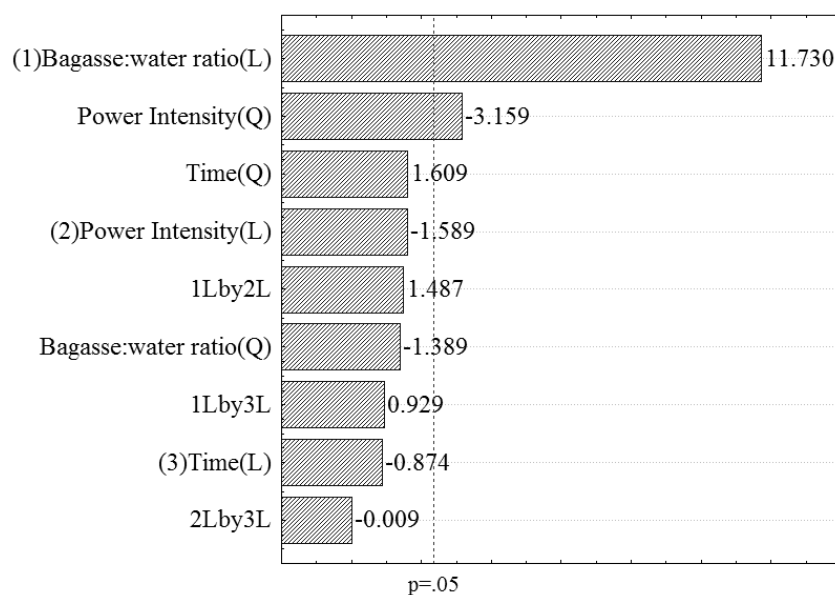 (1)Bagasse:water ratio(L) 11.730
Power Intensity(Q) -3.159
Time(Q) 1.609
(2)Power Intensity(L) -1.589
1Lby2L 1.487
Bagasse:water ratio(Q) -1.389
1Lby3L 0.929
(3)Time(L) -0.874
2Lby3L -0.009
p=.05